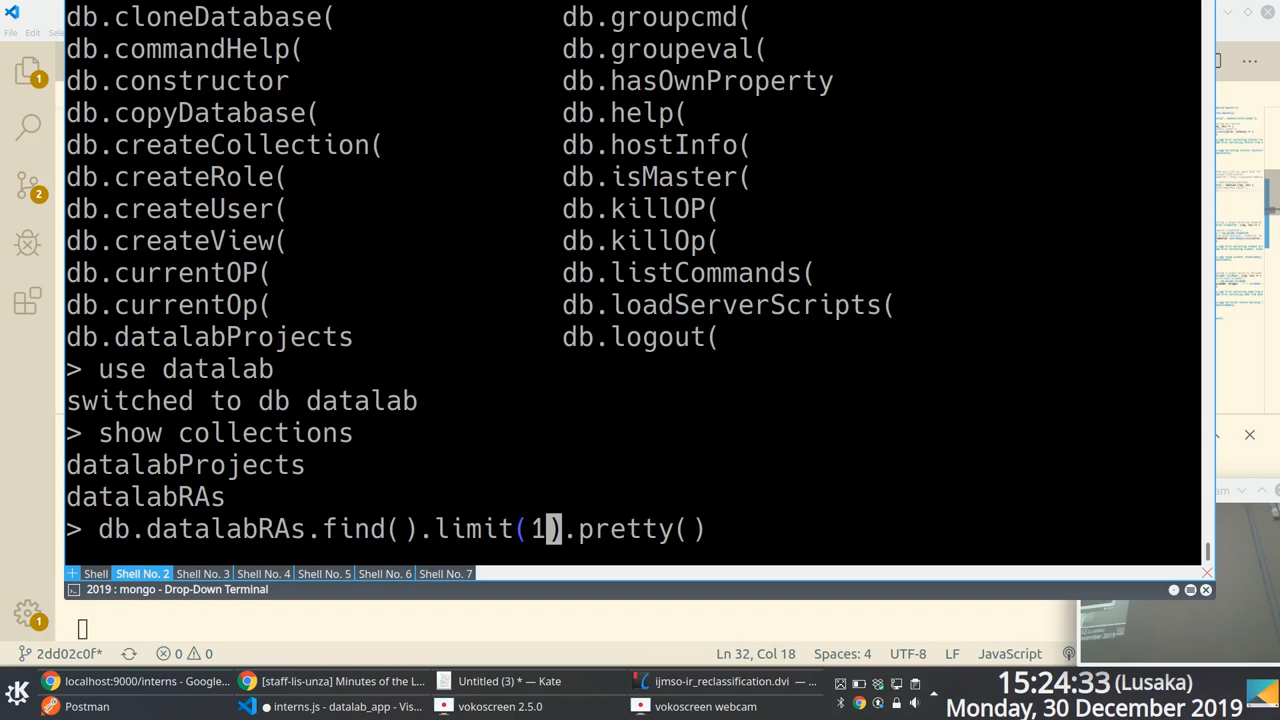 File Edit Sele
db.cloneDatabase( db.groupcmd(
db.commandHelp( db.groupeval(
db.constructor db.hasOwnProperty
db.copyDatabase( db.help(
db.createCollection( db.hostInfo(
db.createRole( db.isMaster(
db.createUser( db.killOP(
db.createView( db.killOp(
db.currentOP( db.listCommands(
db.currentOp( db.loadServerScripts(
db.datalabProjects db.logout(
> use datalab
switched to db datalab
> show collections
datalabProjects
datalabRAs
> db.datalabRAs.find().limit(1).pretty()
1
2
1
am
Shell Shell No. 2 Shell No. 3 Shell No. 4 Shell No. 5 Shell No. 6 Shell No. 7
2019 : mongo - Drop-Down Terminal
2dd02c0f* 0 0 Ln 32, Col 18 Spaces: 4 UTF-8 LF JavaScript
localhost:9000/interns - Google... [staff-lis-unza] Minutes of the L... Untitled (3) * — Kate ijmso-ir_reclassification.dvi — ...
Postman ● interns.js - datalab_app - Vis... vokoscreen 2.5.0 vokoscreen webcam
15:24:33 (Lusaka)
Monday, 30 December 2019